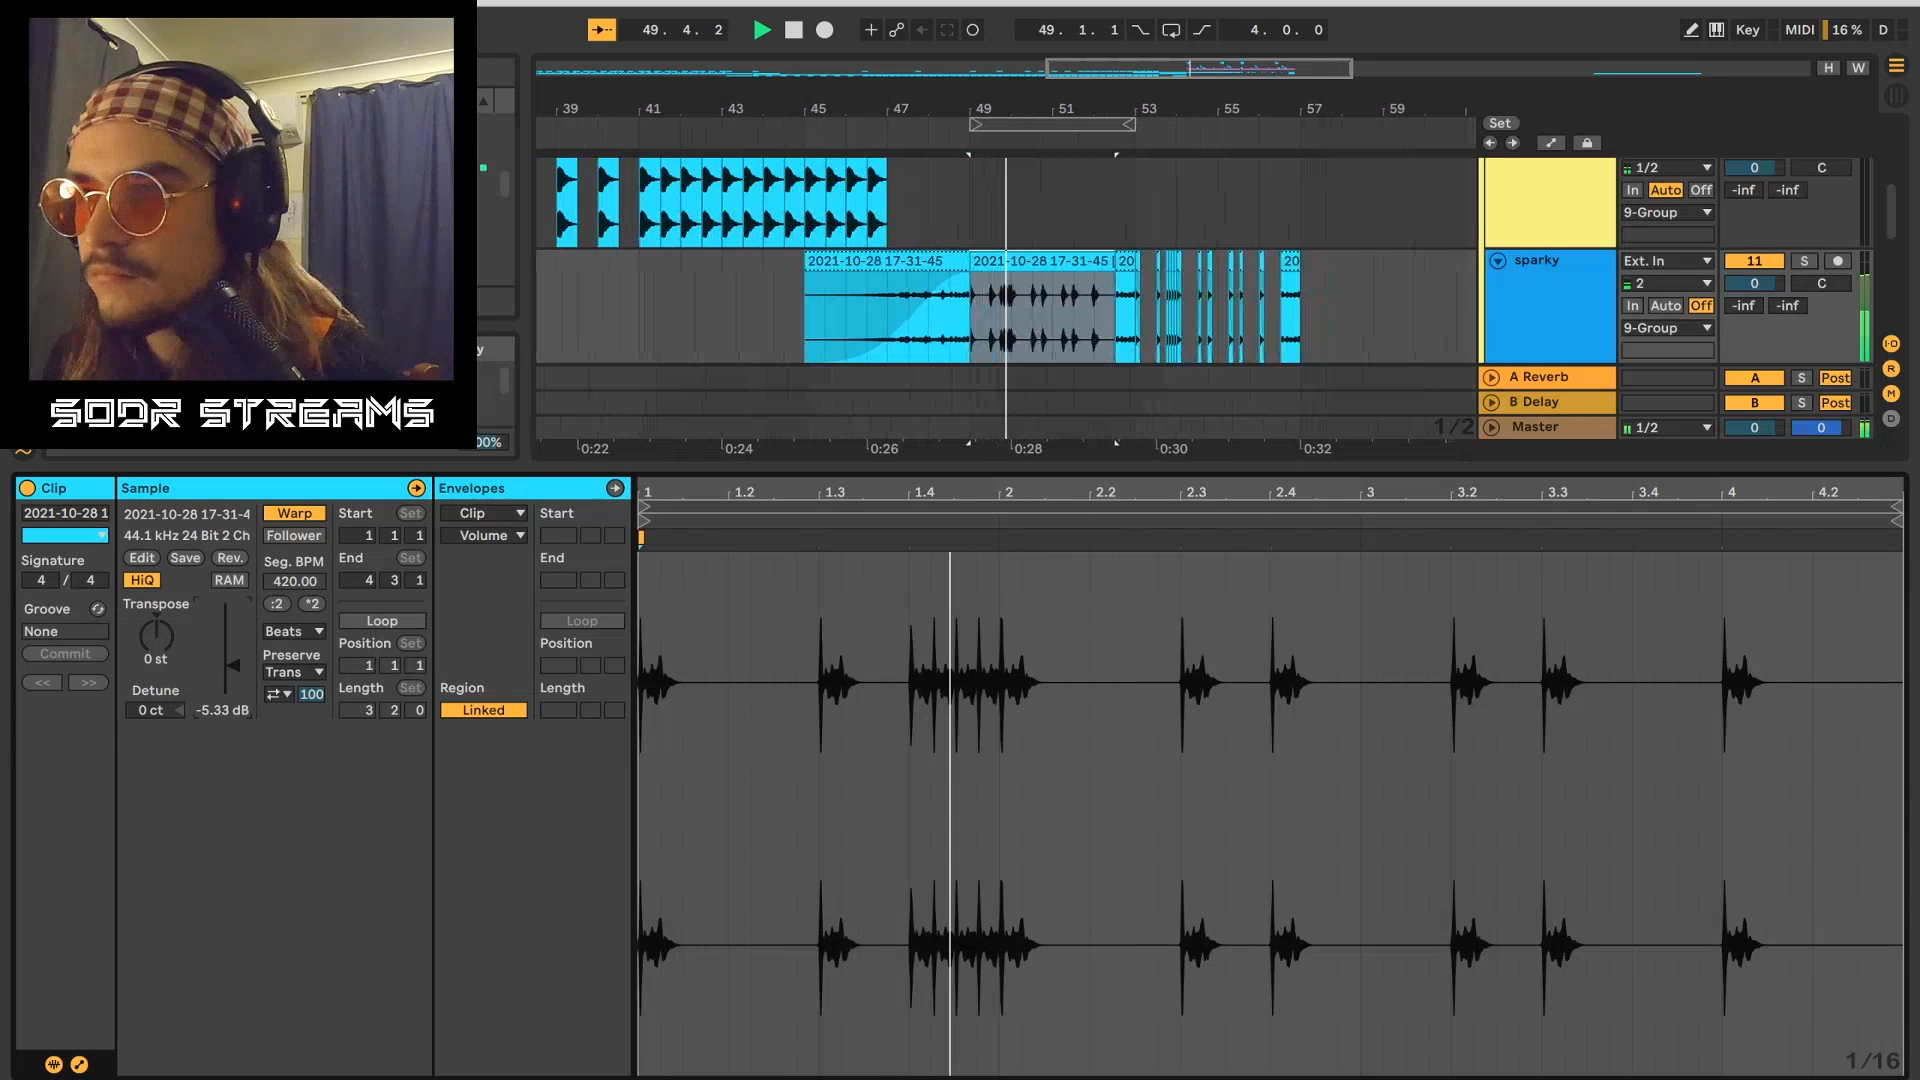 49. 4. 2
49. 1. 1
4. 0. 0
Key
MIDI
16 %
D
H
W
39 41 43 45 47 49 51 53 55 57 59
Set
1/2
0
C
In Auto Off
-inf -inf
9-Group
2021-10-28 17-31-45
2021-10-28 17-31-45 [
20
20
sparky
Ext. In
11
S
2
0
C
In Auto Off
-inf -inf
9-Group
I·O
R
M
D
A Reverb
A
S
Post
B Delay
B
S
Post
1/2
Master
1/2
0
0
y
00%
0:22 0:24 0:26 0:28 0:30 0:32
SODR STREAMS
Clip
2021-10-28 1
Signature
4 / 4
Groove
None
Commit
<< >>
Sample
2021-10-28 17-31-4
44.1 kHz 24 Bit 2 Ch
Edit Save Rev.
HiQ RAM
Transpose
0 st
Detune
0 ct
-5.33 dB
Warp
Follower
Seg. BPM
420.00
:2 *2
Beats
Preserve
Trans
100
Start Set
1 1 1
End Set
4 3 1
Loop
Position Set
1 1 1
Length Set
3 2 0
Envelopes
Clip
Volume
Region
Linked
Start
End
Loop
Position
Length
1 1.2 1.3 1.4 2 2.2 2.3 2.4 3 3.2 3.3 3.4 4 4.2
1/16